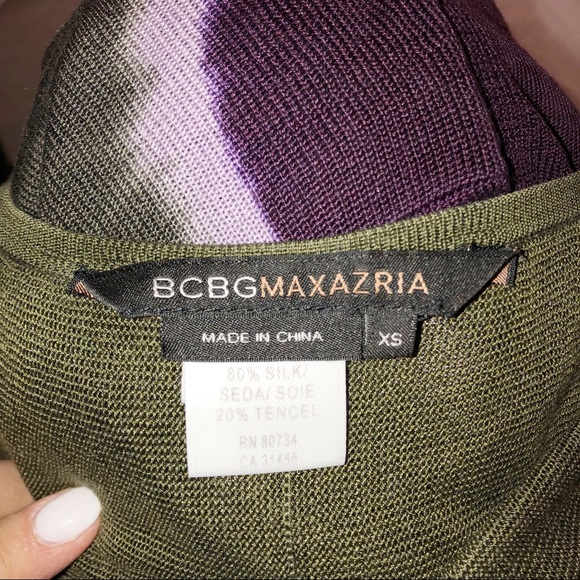 BCBGMAXAZRIA
MADE IN CHINA
XS
80% SILK/
SEDA/ SOIE
20% TENCEL
RN 80734
CA 31458